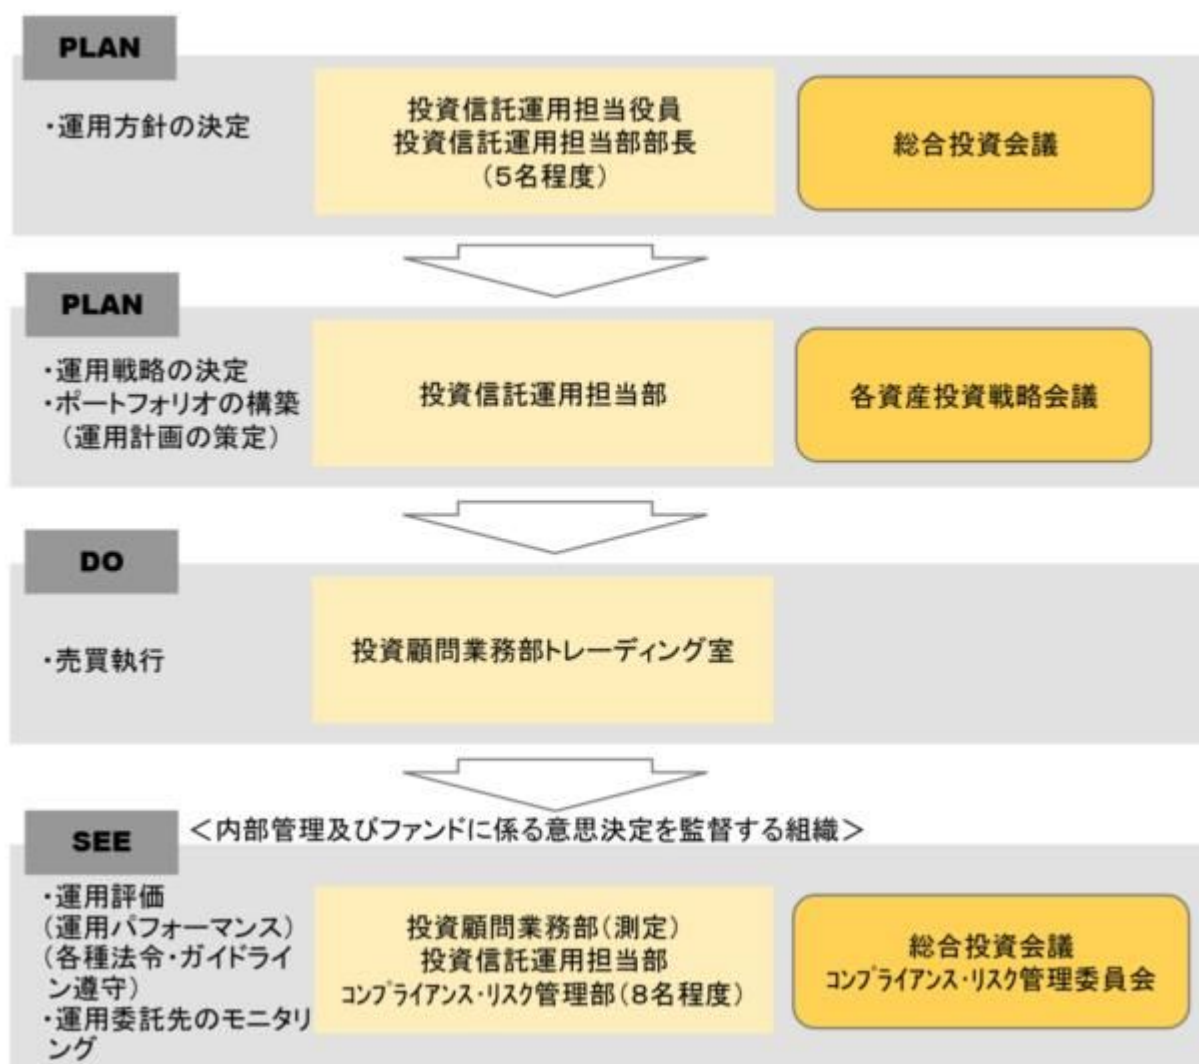 PLAN
・運用方針の決定
投資信託運用担当役員
投資信託運用担当部部長
（5名程度）
総合投資会議
PLAN
・運用戦略の決定
・ポートフォリオの構築
（運用計画の策定）
投資信託運用担当部
各資産投資戦略会議
DO
・売買執行
投資顧問業務部トレーディング室
SEE
＜内部管理及びファンドに係る意思決定を監督する組織＞
・運用評価
（運用パフォーマンス）
（各種法令・ガイドライ
ン遵守）
・運用委託先のモニタリ
ング
投資顧問業務部（測定）
投資信託運用担当部
コンプライアンス・リスク管理部（8名程度）
総合投資会議
コンプライアンス・リスク管理委員会